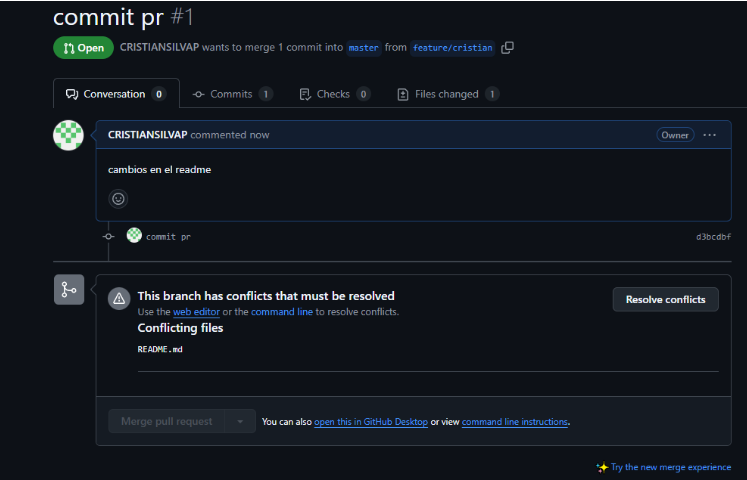 commit pr #1
Open CRISTIANSILVAP wants to merge 1 commit into master from feature/cristian
Conversation 0 Commits 1 Checks 0 Files changed 1
CRISTIANSILVAP commented now Owner ...
cambios en el readme
commit pr d3bcdbf
This branch has conflicts that must be resolved Resolve conflicts
Use the web editor or the command line to resolve conflicts.
Conflicting files
README.md
Merge pull request You can also open this in GitHub Desktop or view command line instructions.
Try the new merge experience